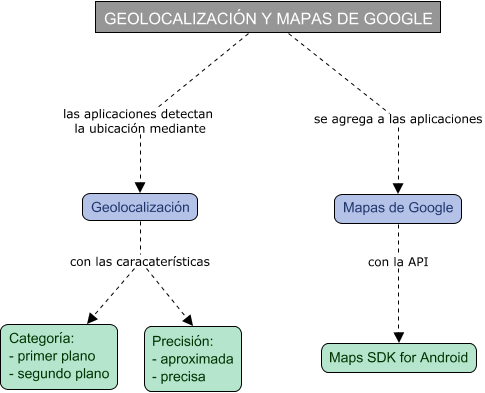 GEOLOCALIZACIÓN Y MAPAS DE GOOGLE
las aplicaciones detectan
la ubicación mediante
se agrega a las aplicaciones
Geolocalización
Mapas de Google
con las caracaterísticas
con la API
Categoría:
- primer plano
- segundo plano
Precisión:
- aproximada
- precisa
Maps SDK for Android